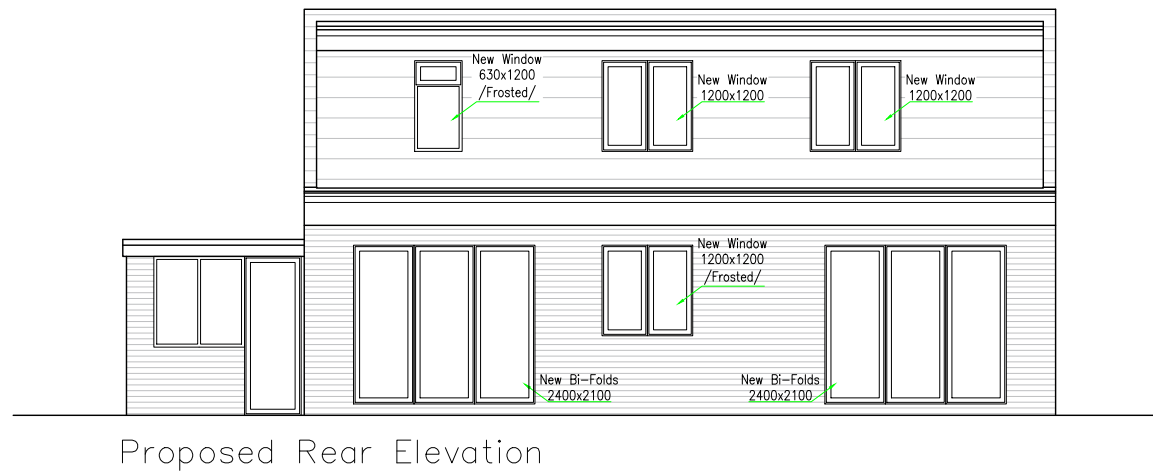 New Window
630x1200
/Frosted/
New Window
1200x1200
New Window
1200x1200
New Window
1200x1200
/Frosted/
New Bi-Folds
2400x2100
New Bi-Folds
2400x2100
Proposed Rear Elevation